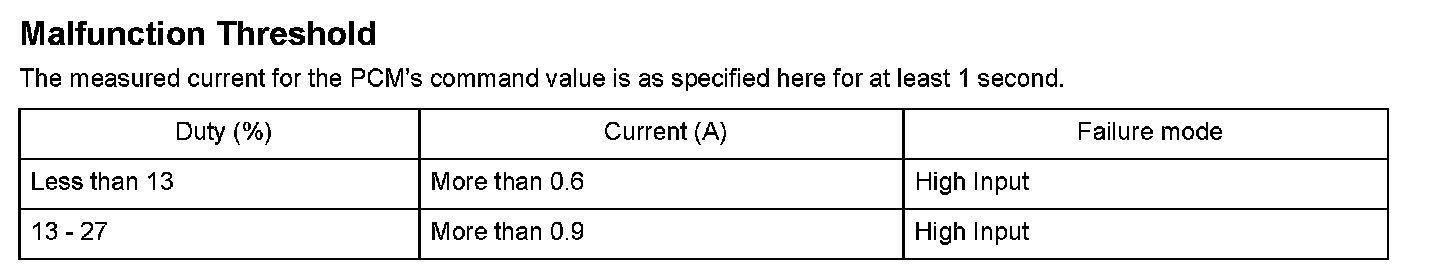 Malfunction Threshold
The measured current for the PCM's command value is as specified here for at least 1 second.
Duty (%) Current (A) Failure mode
Less than 13 More than 0.6 High Input
13 - 27 More than 0.9 High Input